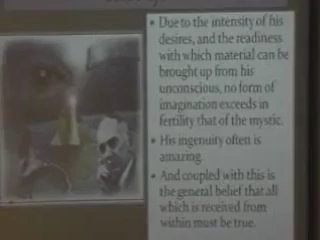 • Due to the intensity of his
desires, and the readiness
with which material can be
brought up from his
unconscious, no form of
imagination exceeds in
fertility that of the mystic.
• His ingenuity often is
amazing.
• And coupled with this is
the general belief that all
which is received from
within must be true.